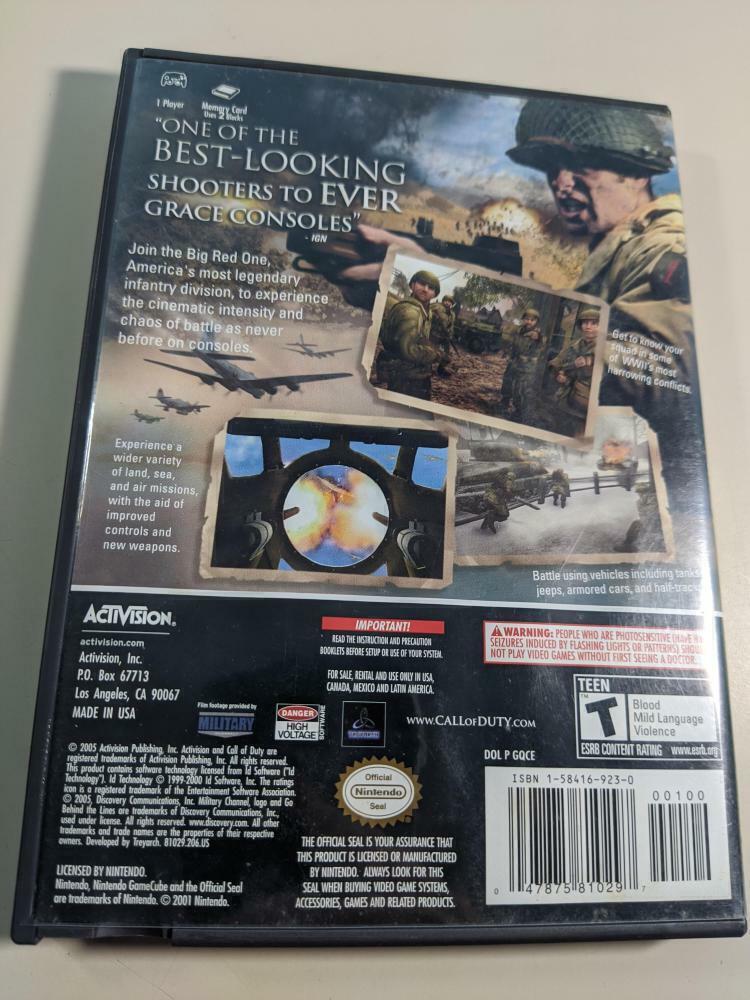 1 Player
Memory Card
Uses 2 Blocks
"ONE OF THE
BEST-LOOKING
SHOOTERS TO EVER
GRACE CONSOLES"
- IGN
Join the Big Red One,
America's most legendary
infantry division, to experience
the cinematic intensity and
chaos of battle as never
before on consoles.
Get to know your
squad in some
of WWII's most
harrowing conflicts.
Experience a
wider variety
of land, sea,
and air missions,
with the aid of
improved
controls and
new weapons.
Battle using vehicles including tanks
jeeps, armored cars, and half-trac
ACTIVISION®
activision.com
Activision, Inc.
P.O. Box 67713
Los Angeles, CA 90067
MADE IN USA
IMPORTANT!
READ THE INSTRUCTION AND PRECAUTION
BOOKLETS BEFORE SETUP OR USE OF YOUR SYSTEM.
FOR SALE, RENTAL AND USE ONLY IN USA,
CANADA, MEXICO AND LATIN AMERICA.
WARNING: PEOPLE WHO ARE PHOTOSENSITIVE (HAVE HA
SEIZURES INDUCED BY FLASHING LIGHTS OR PATTERNS) SHOU
NOT PLAY VIDEO GAMES WITHOUT FIRST SEEING A DOCTOR.
Film footage provided by
MILITARY
DANGER
HIGH
VOLTAGE
SOFTWARE
TREYARCH
WWW.CALLOFDUTY.COM
TEEN
T
Blood
Mild Language
Violence
ESRB CONTENT RATING www.esrb.org
DOL P GQCE
© 2005 Activision Publishing, Inc. Activision and Call of Duty are
registered trademarks of Activision Publishing, Inc. All rights reserved.
This product contains software technology licensed from Id Software ("Id
Technology"). Id Technology © 1999-2000 Id Software, Inc. The ratings
icon is a registered trademark of the Entertainment Software Association.
© 2005, Discovery Communications, Inc. Military Channel, logo and Go
Behind the Lines are trademarks of Discovery Communications, Inc.,
used under license. All rights reserved. www.discovery.com. All other
trademarks and trade names are the properties of their respective
owners. Developed by Treyarch. 81029.206.US
LICENSED BY NINTENDO.
Nintendo, Nintendo GameCube and the Official Seal
are trademarks of Nintendo. © 2001 Nintendo.
Official
Nintendo
Seal
THE OFFICIAL SEAL IS YOUR ASSURANCE THAT
THIS PRODUCT IS LICENSED OR MANUFACTURED
BY NINTENDO. ALWAYS LOOK FOR THIS
SEAL WHEN BUYING VIDEO GAME SYSTEMS,
ACCESSORIES, GAMES AND RELATED PRODUCTS.
ISBN 1-58416-923-0
00100
0 47875 81029 7